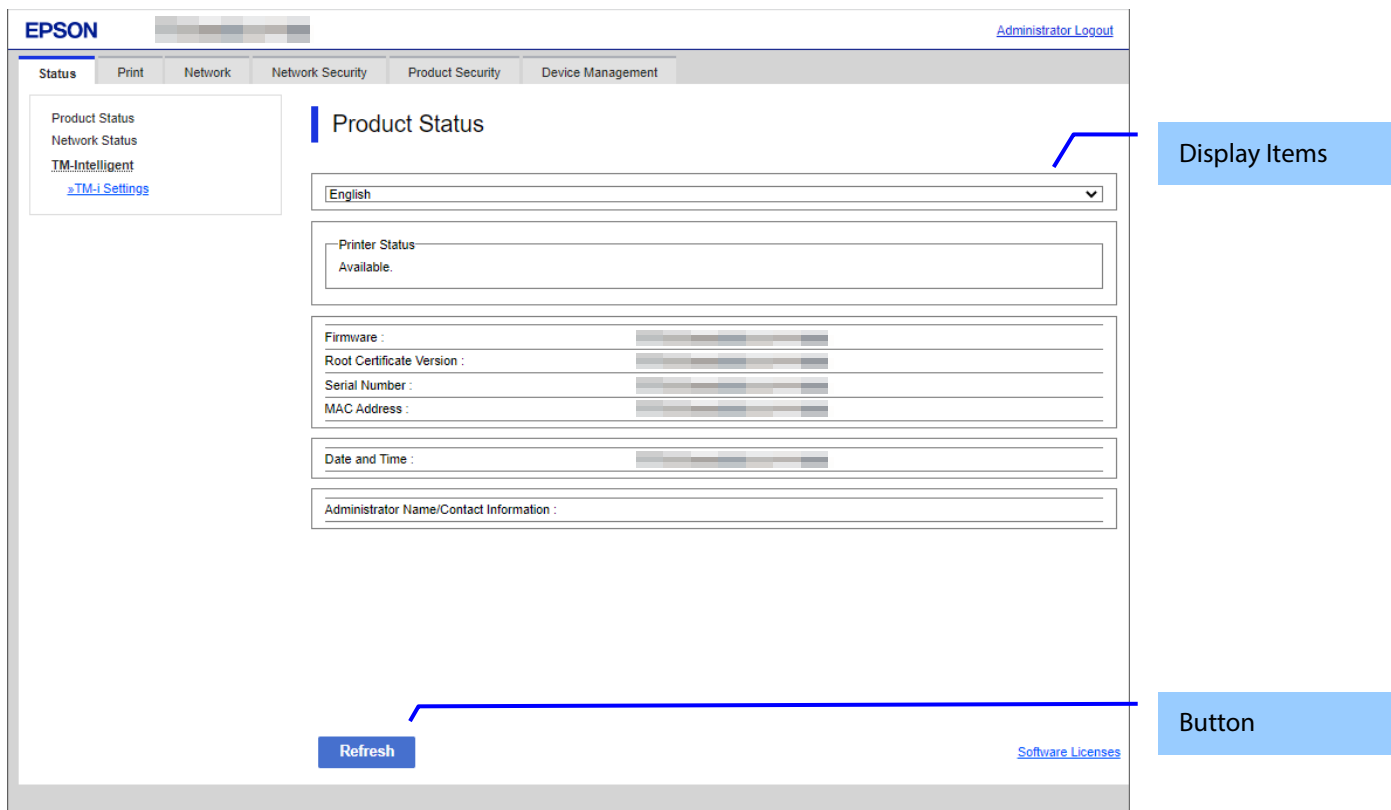 EPSON
Administrator Logout
Status Print Network Network Security Product Security Device Management
Product Status
Network Status
TM-Intelligent
»TM-i Settings
Product Status
English
Printer Status
Available.
Firmware :
Root Certificate Version :
Serial Number :
MAC Address :
Date and Time :
Administrator Name/Contact Information :
Refresh
Software Licenses
Display Items
Button